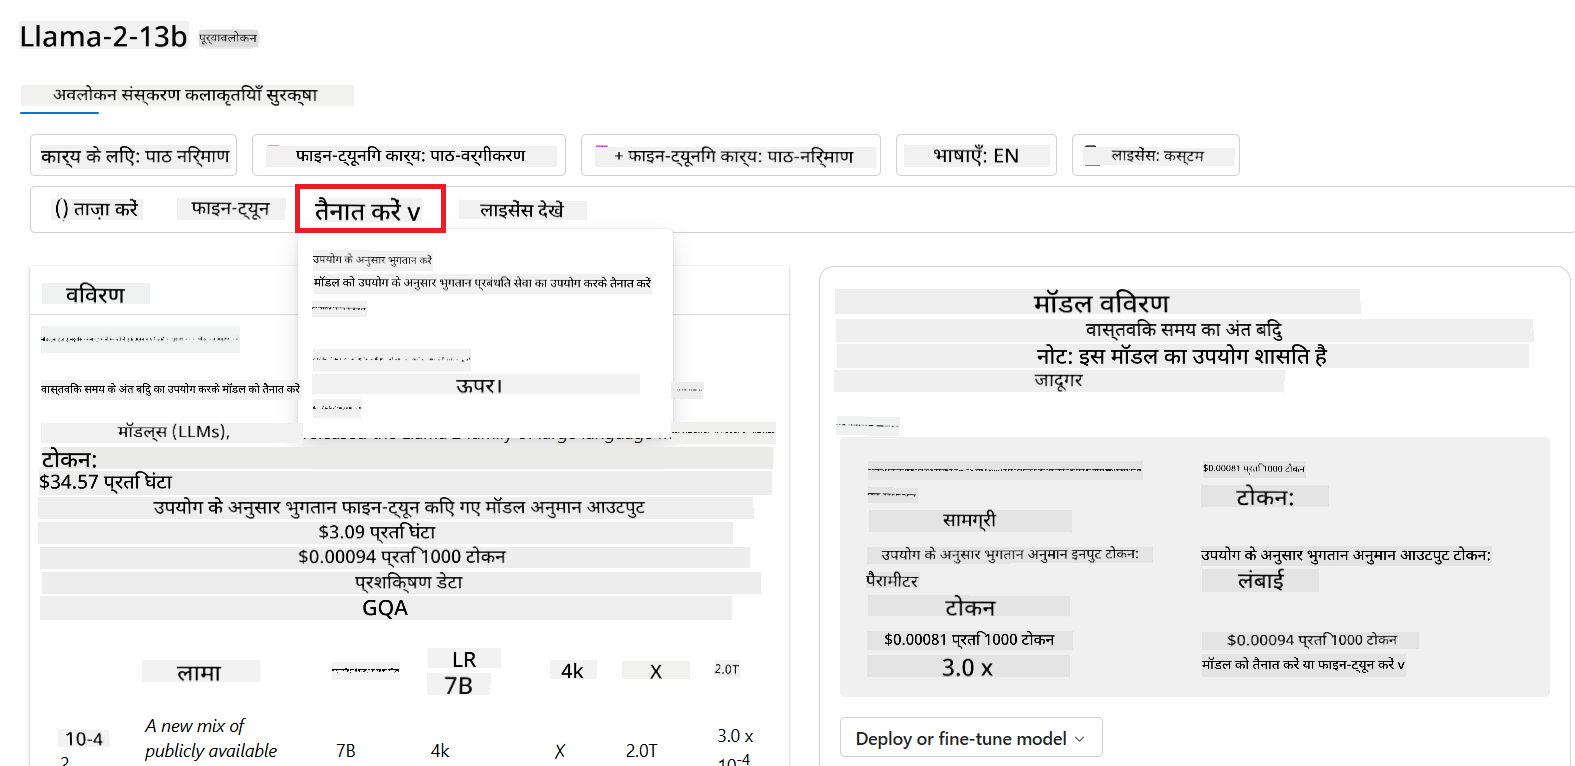 Llama-2-13b पूर्वावलोकन
अवलोकन संस्करण कलाकृतियाँ सुरक्षा
कार्य के लिए: पाठ निर्माण
फाइन-ट्यूनिंग कार्य: पाठ-वर्गीकरण
+ फाइन-ट्यूनिंग कार्य: पाठ-निर्माण
भाषाएँ: EN
लाइसेंस: कस्टम
() ताज़ा करें
फाइन-ट्यून
तैनात करें v
लाइसेंस देखें
उपयोग के अनुसार भुगतान करें
मॉडल को उपयोग के अनुसार भुगतान प्रबंधित सेवा का उपयोग करके तैनात करें
ऊपर।
विवरण
वास्तविक समय के अंत बिंदु का उपयोग करके मॉडल को तैनात करें
मॉडल्स (LLMs),
टोकन:
$34.57 प्रति घंटा
उपयोग के अनुसार भुगतान फाइन-ट्यून किए गए मॉडल अनुमान आउटपुट
$3.09 प्रति घंटा
$0.00094 प्रति 1000 टोकन
प्रशिक्षण डेटा
GQA
लामा
LR
7B
4k
X
2.0T
10-4
A new mix of
publicly available
7B
4k
X
2.0T
3.0 x
10-4
2
मॉडल विवरण
वास्तविक समय का अंत बिंदु
नोट: इस मॉडल का उपयोग शासित है
जादूगर
$0.00081 प्रति 1000 टोकन
टोकन:
सामग्री
उपयोग के अनुसार भुगतान अनुमान इनपुट टोकन:
उपयोग के अनुसार भुगतान अनुमान आउटपुट टोकन:
पैरामीटर
लंबाई
टोकन
$0.00081 प्रति 1000 टोकन
$0.00094 प्रति 1000 टोकन
3.0 x
मॉडल को तैनात करें या फाइन-ट्यून करें v
Deploy or fine-tune model